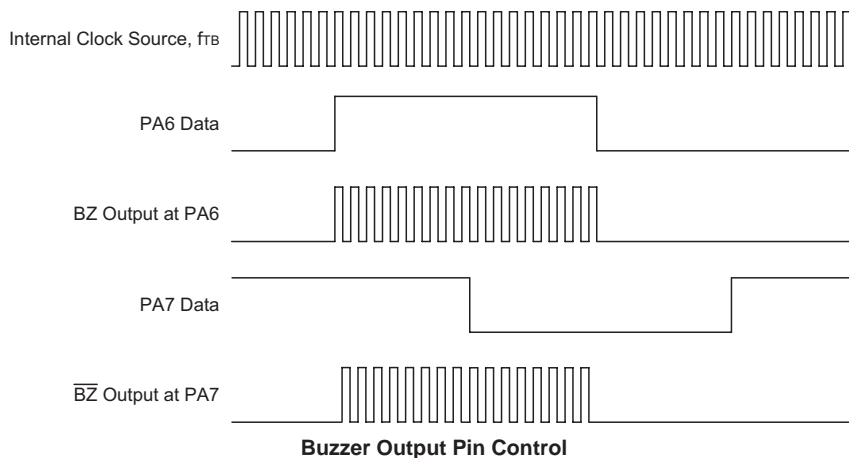 Internal Clock Source, fTB
PA6 Data
BZ Output at PA6
PA7 Data
B̅Z̅ Output at PA7
Buzzer Output Pin Control